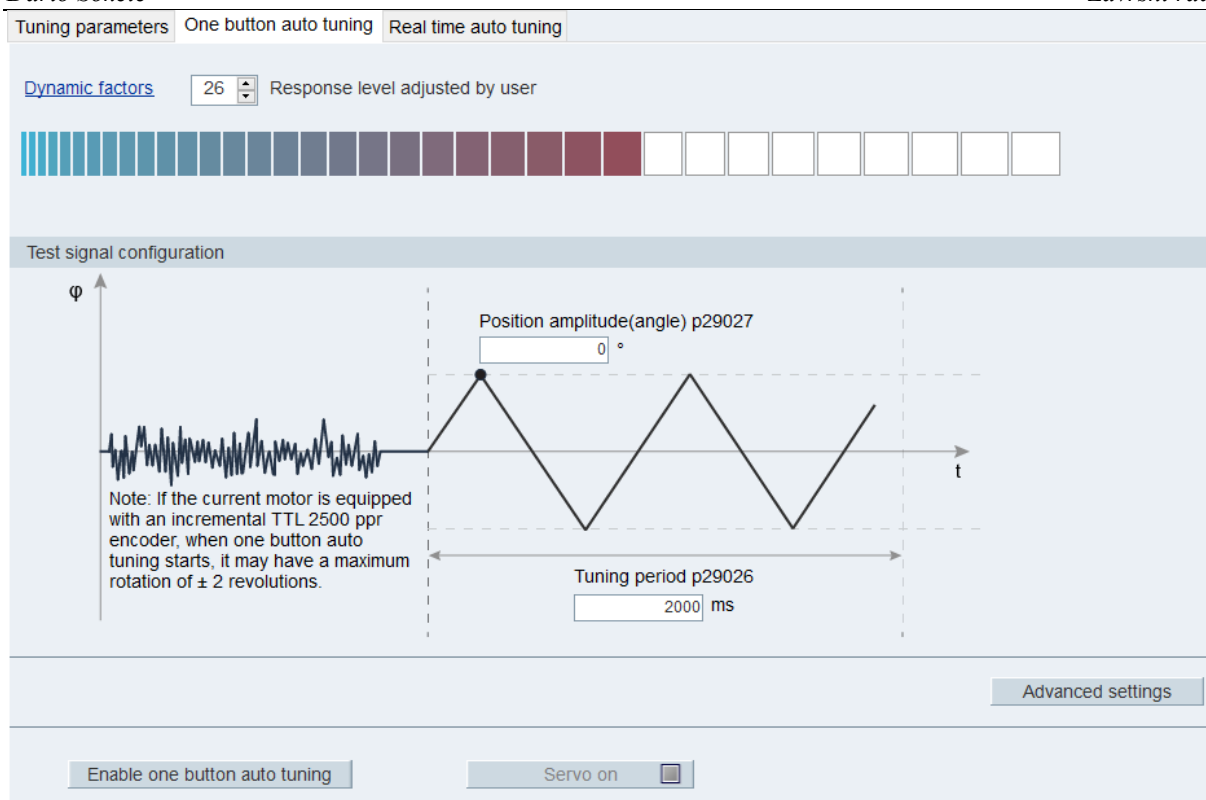 Tuning parameters One button auto tuning Real time auto tuning
Dynamic factors 26 Response level adjusted by user
Test signal configuration
φ
Position amplitude(angle) p29027
0 °
t
Note: If the current motor is equipped
with an incremental TTL 2500 ppr
encoder, when one button auto
tuning starts, it may have a maximum
rotation of ± 2 revolutions.
Tuning period p29026
2000 ms
Advanced settings
Enable one button auto tuning Servo on